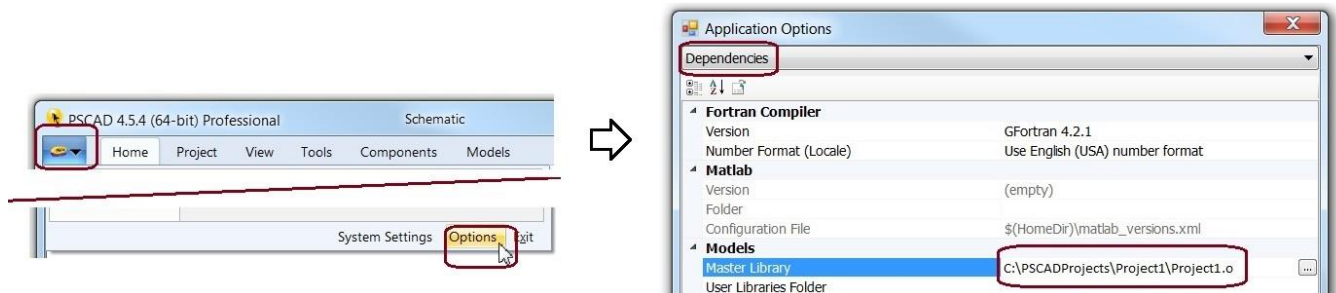 PSCAD 4.5.4 (64-bit) Professional Schematic
Home Project View Tools Components Models
System Settings Options Exit
Application Options
Dependencies
Fortran Compiler
Version GFortran 4.2.1
Number Format (Locale) Use English (USA) number format
Matlab
Version (empty)
Folder
Configuration File $(HomeDir)\matlab_versions.xml
Models
Master Library C:\PSCADProjects\Project1\Project1.o ...
User Libraries Folder